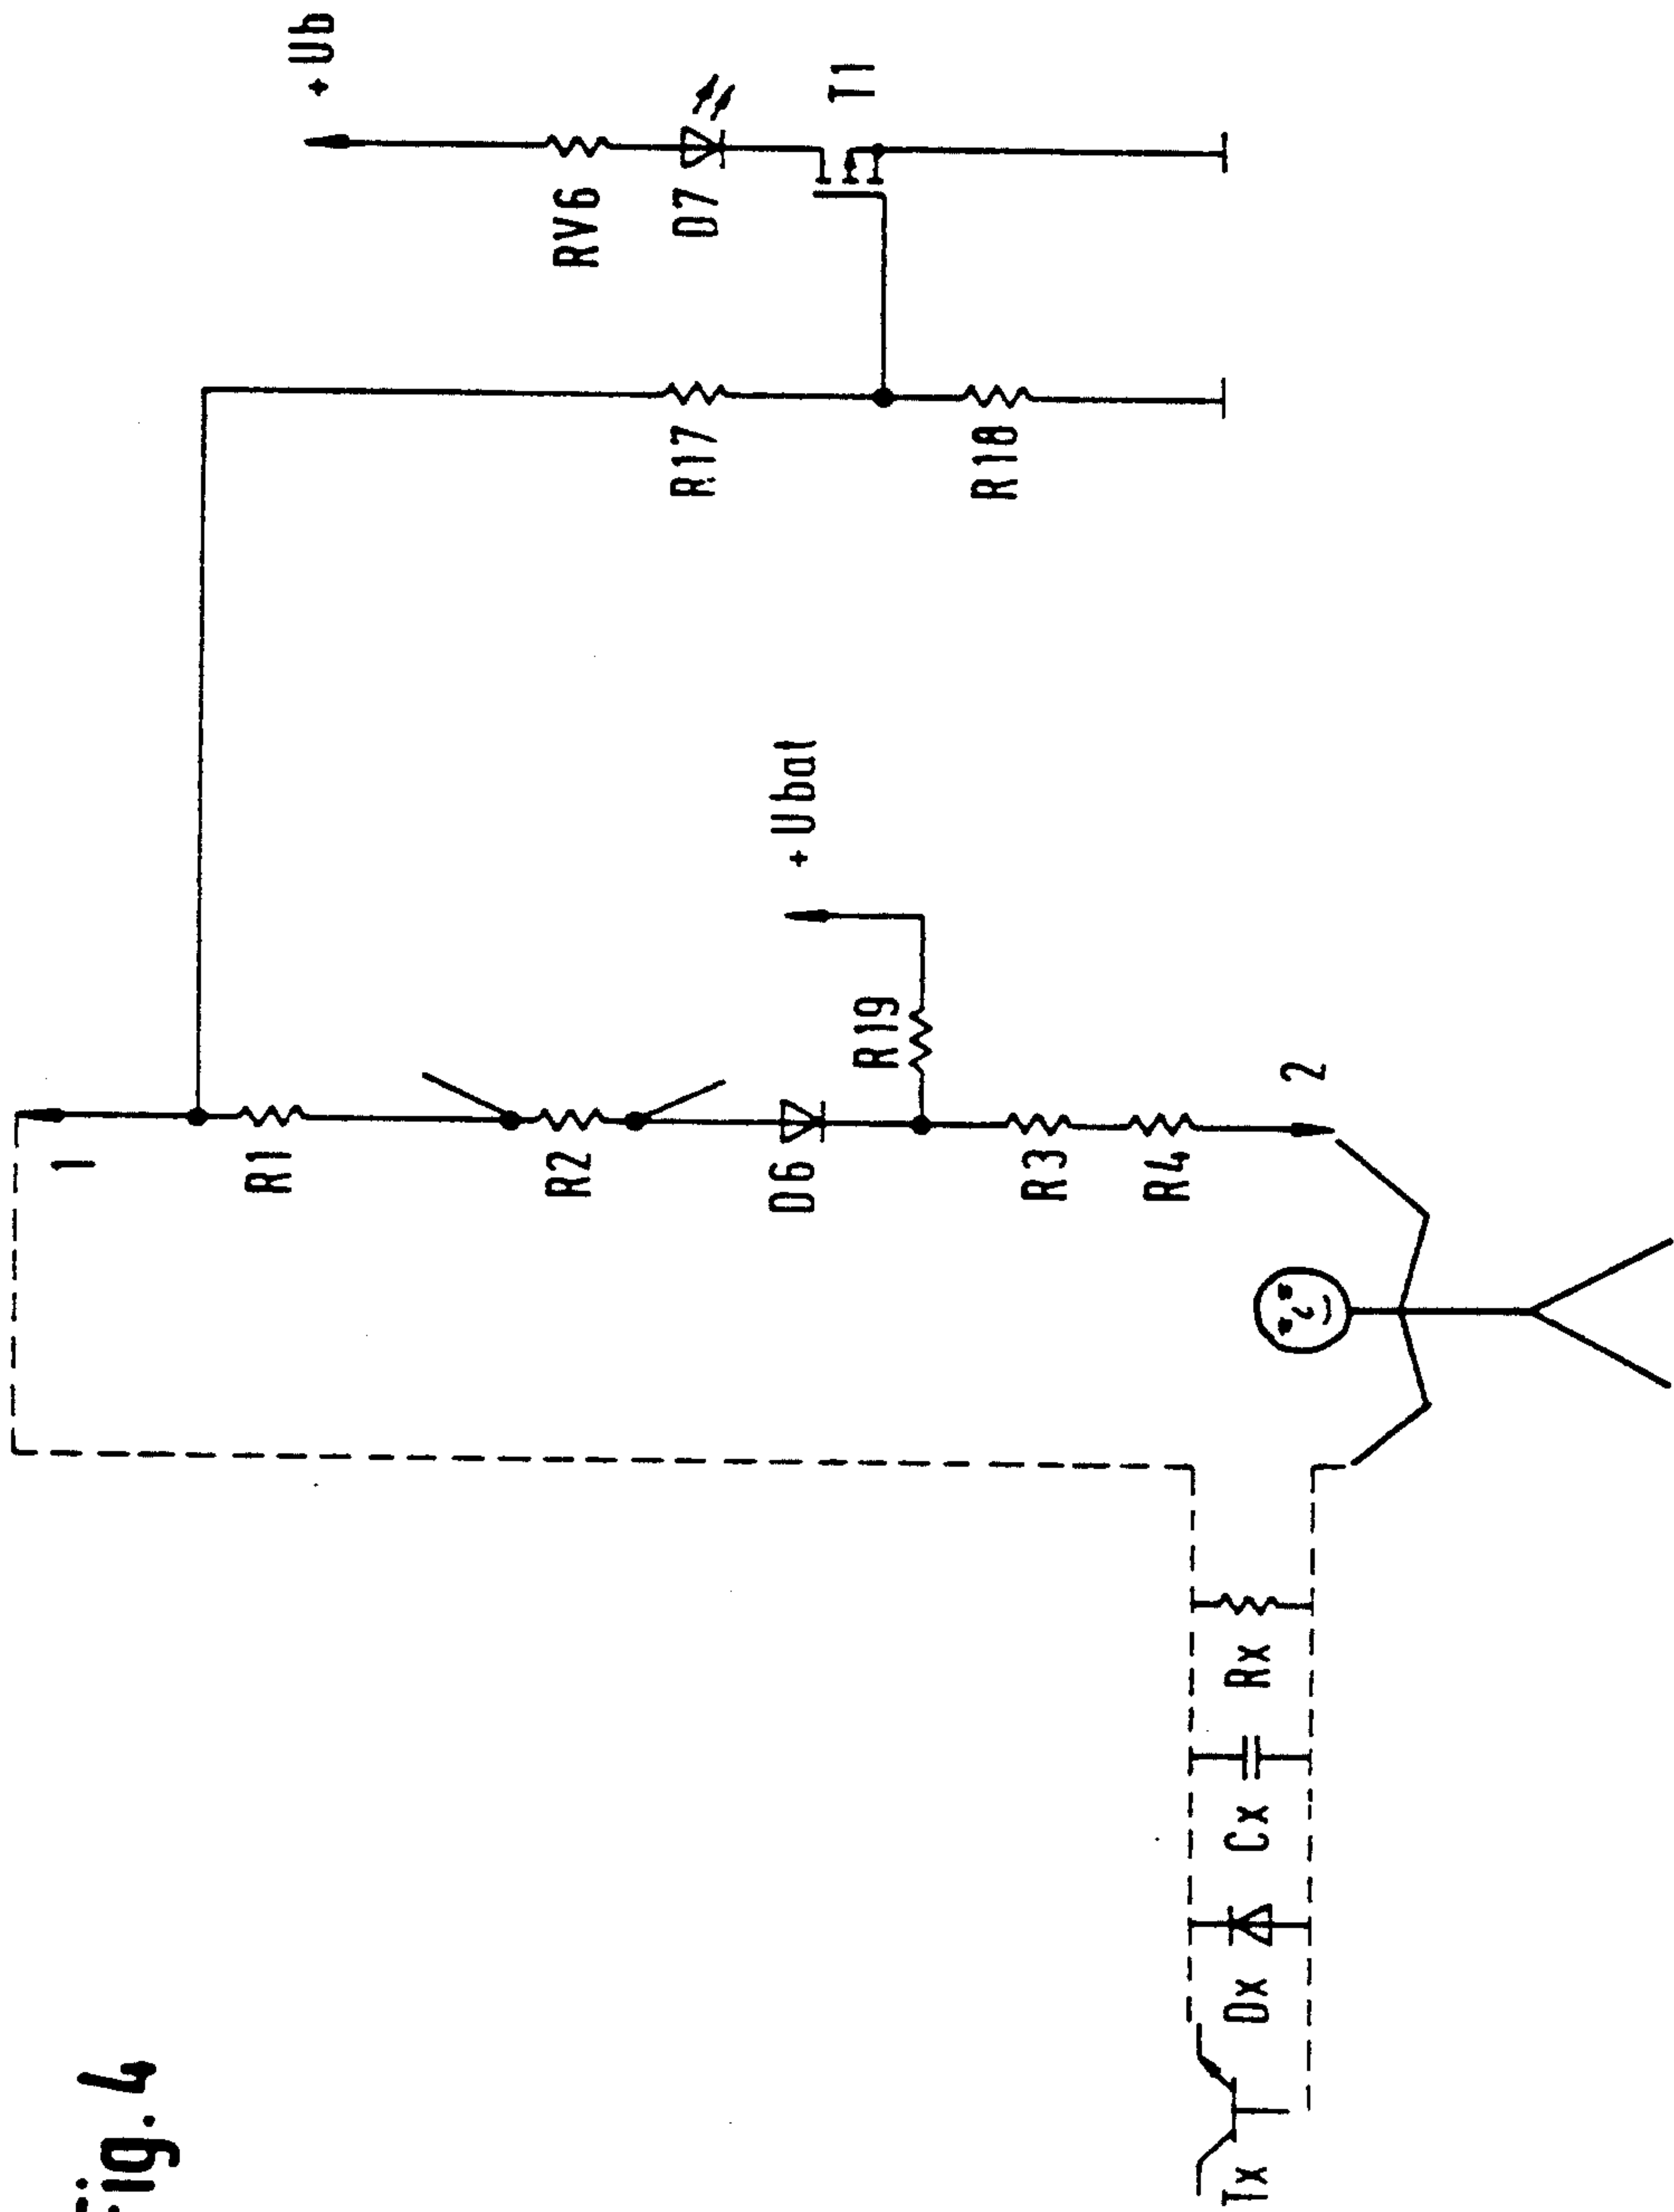 Fig. 4
+ Ub
RV6
D7
T1
R17
R18
+ Ubat
R19
1
R1
R2
D6
R3
R4
2
Rx
Cx
Dx
Tx